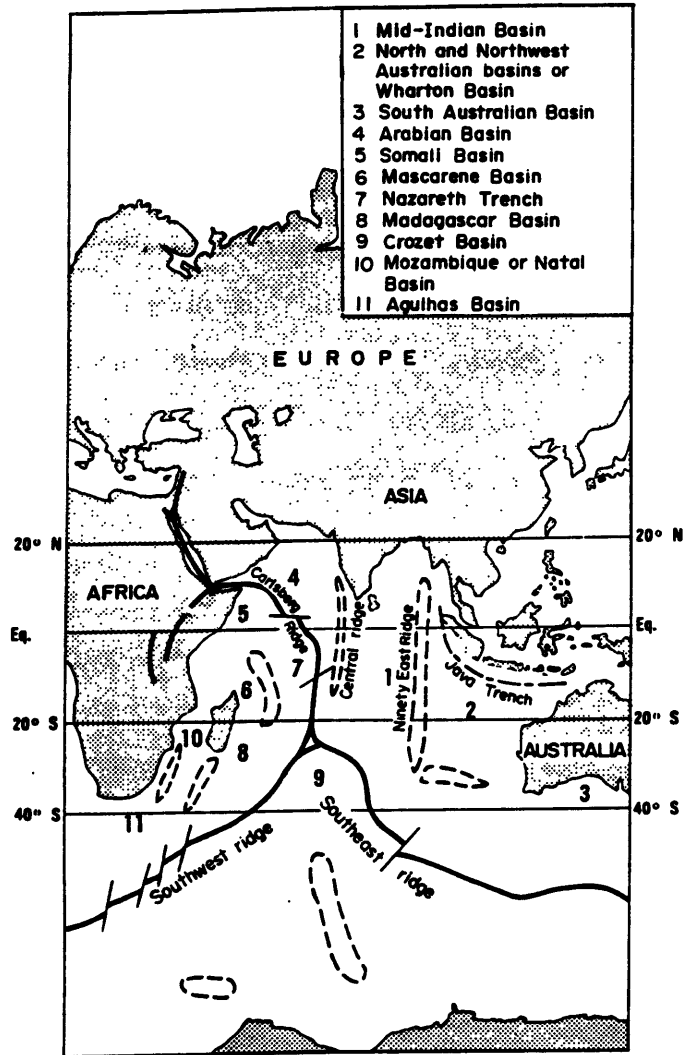 1 Mid-Indian Basin
2 North and Northwest
Australian basins or
Wharton Basin
3 South Australian Basin
4 Arabian Basin
5 Somali Basin
6 Mascarene Basin
7 Nazareth Trench
8 Madagascar Basin
9 Crozet Basin
10 Mozambique or Natal
Basin
11 Agulhas Basin
EUROPE
ASIA
20° N
20° N
AFRICA
4
Carlsberg
Ridge
5
Eq.
Eq.
Central ridge
Ninety East Ridge
1
7
6
Java Trench
2
20° S
20° S
10
8
AUSTRALIA
9
3
40° S
40° S
11
Southwest ridge
Southeast
ridge